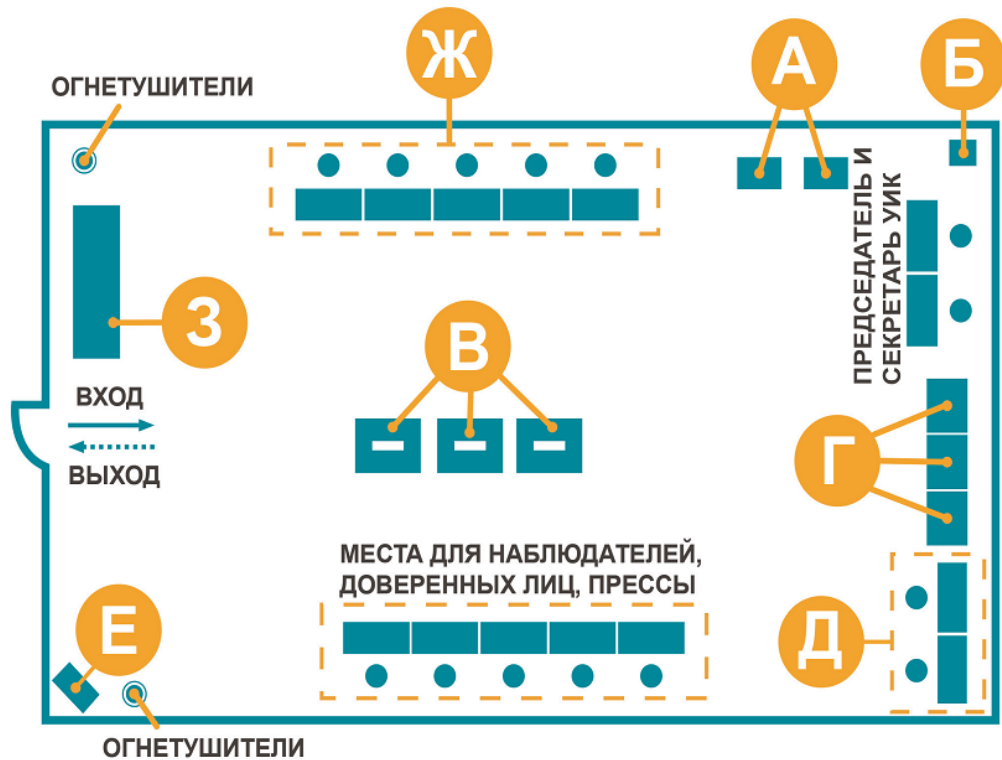 Ж
А
Б
ОГНЕТУШИТЕЛИ
ПРЕДСЕДАТЕЛЬ И
СЕКРЕТАРЬ УИК
З
В
ВХОД
ВЫХОД
Г
МЕСТА ДЛЯ НАБЛЮДАТЕЛЕЙ,
ДОВЕРЕННЫХ ЛИЦ, ПРЕССЫ
Е
Д
ОГНЕТУШИТЕЛИ